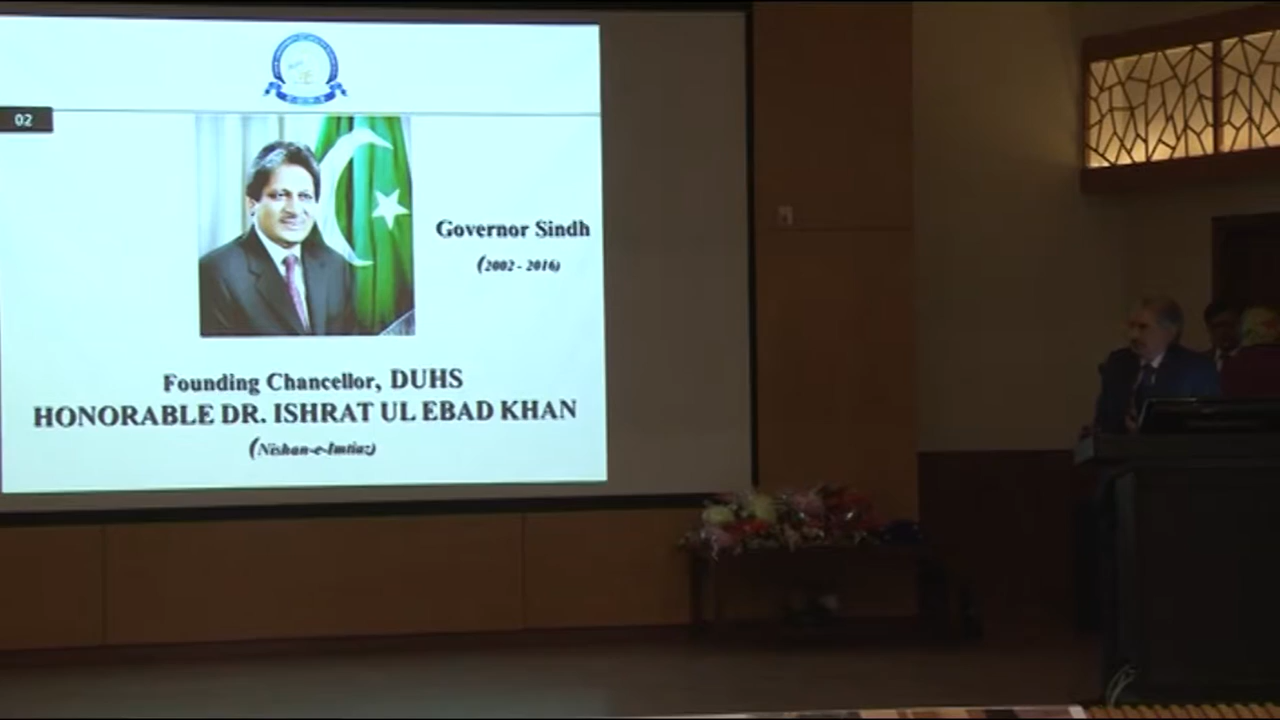 02
Governor Sindh
(2002 - 2016)
Founding Chancellor, DUHS
HONORABLE DR. ISHRAT UL EBAD KHAN
(Nishan-e-Imtiaz)